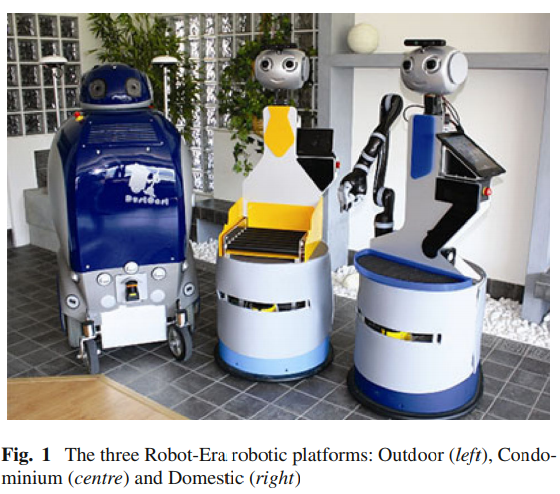 DustCart
Fig. 1 The three Robot-Era robotic platforms: Outdoor (left), Condo-
minium (centre) and Domestic (right)